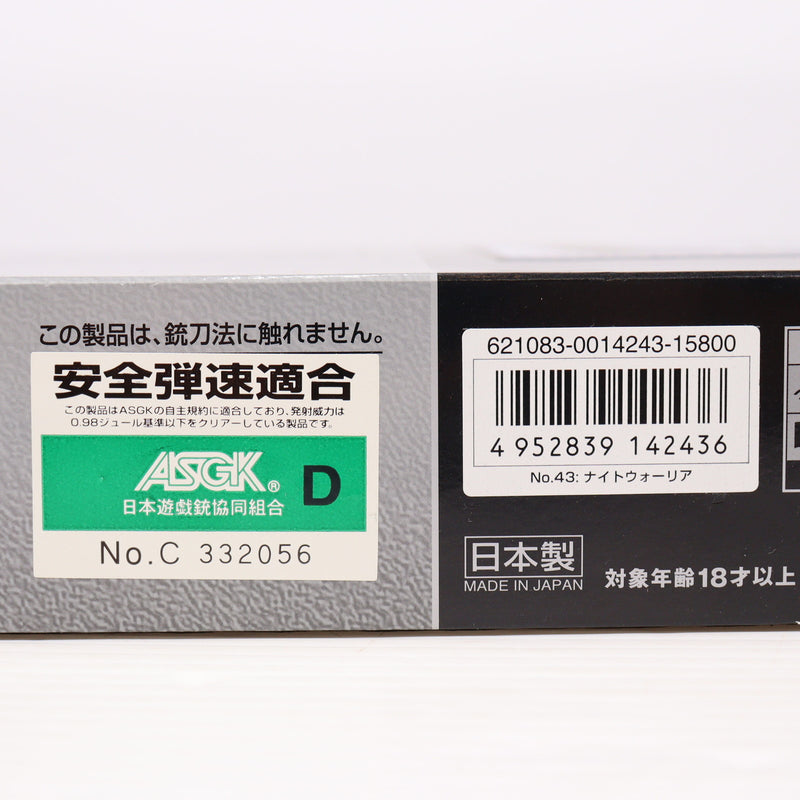 この製品は、銃刀法に触れません。
安全弾速適合
この製品はASGKの自主規約に適合しており、発射威力は
0.98ジュール基準以下をクリアーしている製品です。
ASGK® D
日本遊戯銃協同組合
No.C 332056
621083-0014243-15800
4 952839 142436
No.43: ナイトウォーリア
日本製
MADE IN JAPAN
対象年齢18才以上